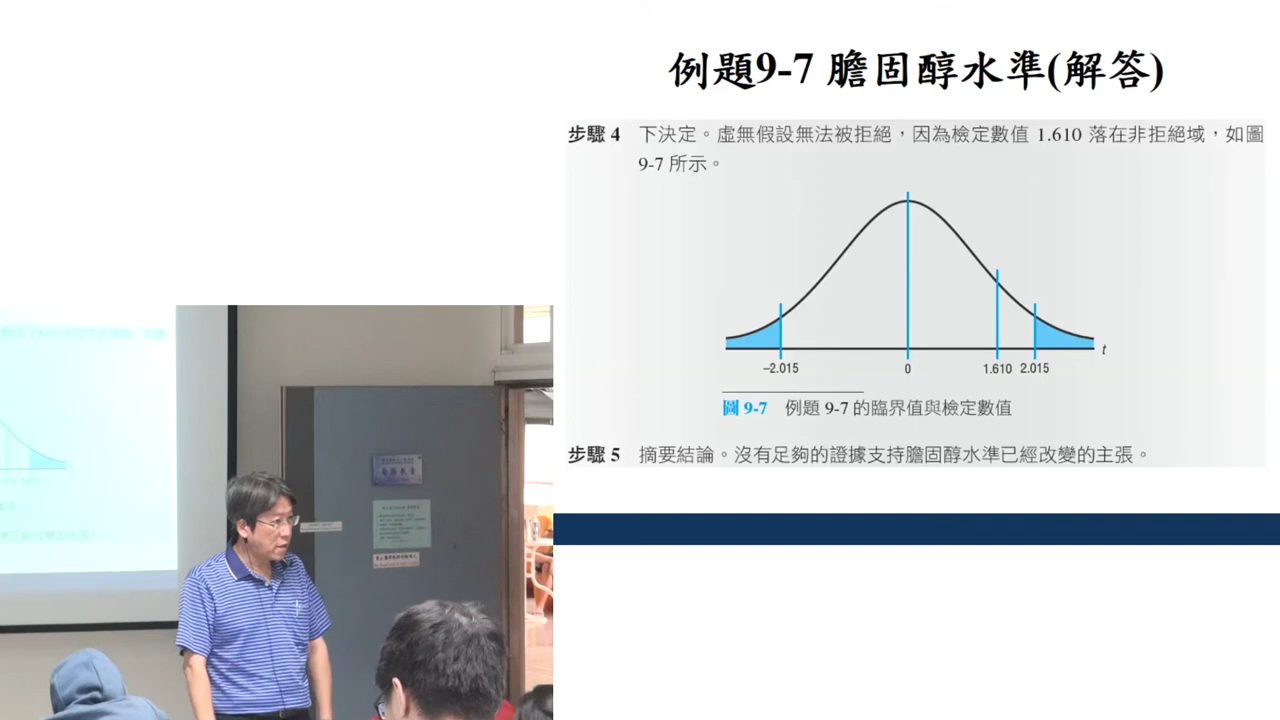 例題9-7 膽固醇水準(解答)
步驟 4 下決定。虛無假設無法被拒絕，因為檢定數值 1.610 落在非拒絕域，如圖
9-7 所示。
–2.015 0 1.610 2.015 t
圖 9-7 例題 9-7 的臨界值與檢定數值
步驟 5 摘要結論。沒有足夠的證據支持膽固醇水準已經改變的主張。